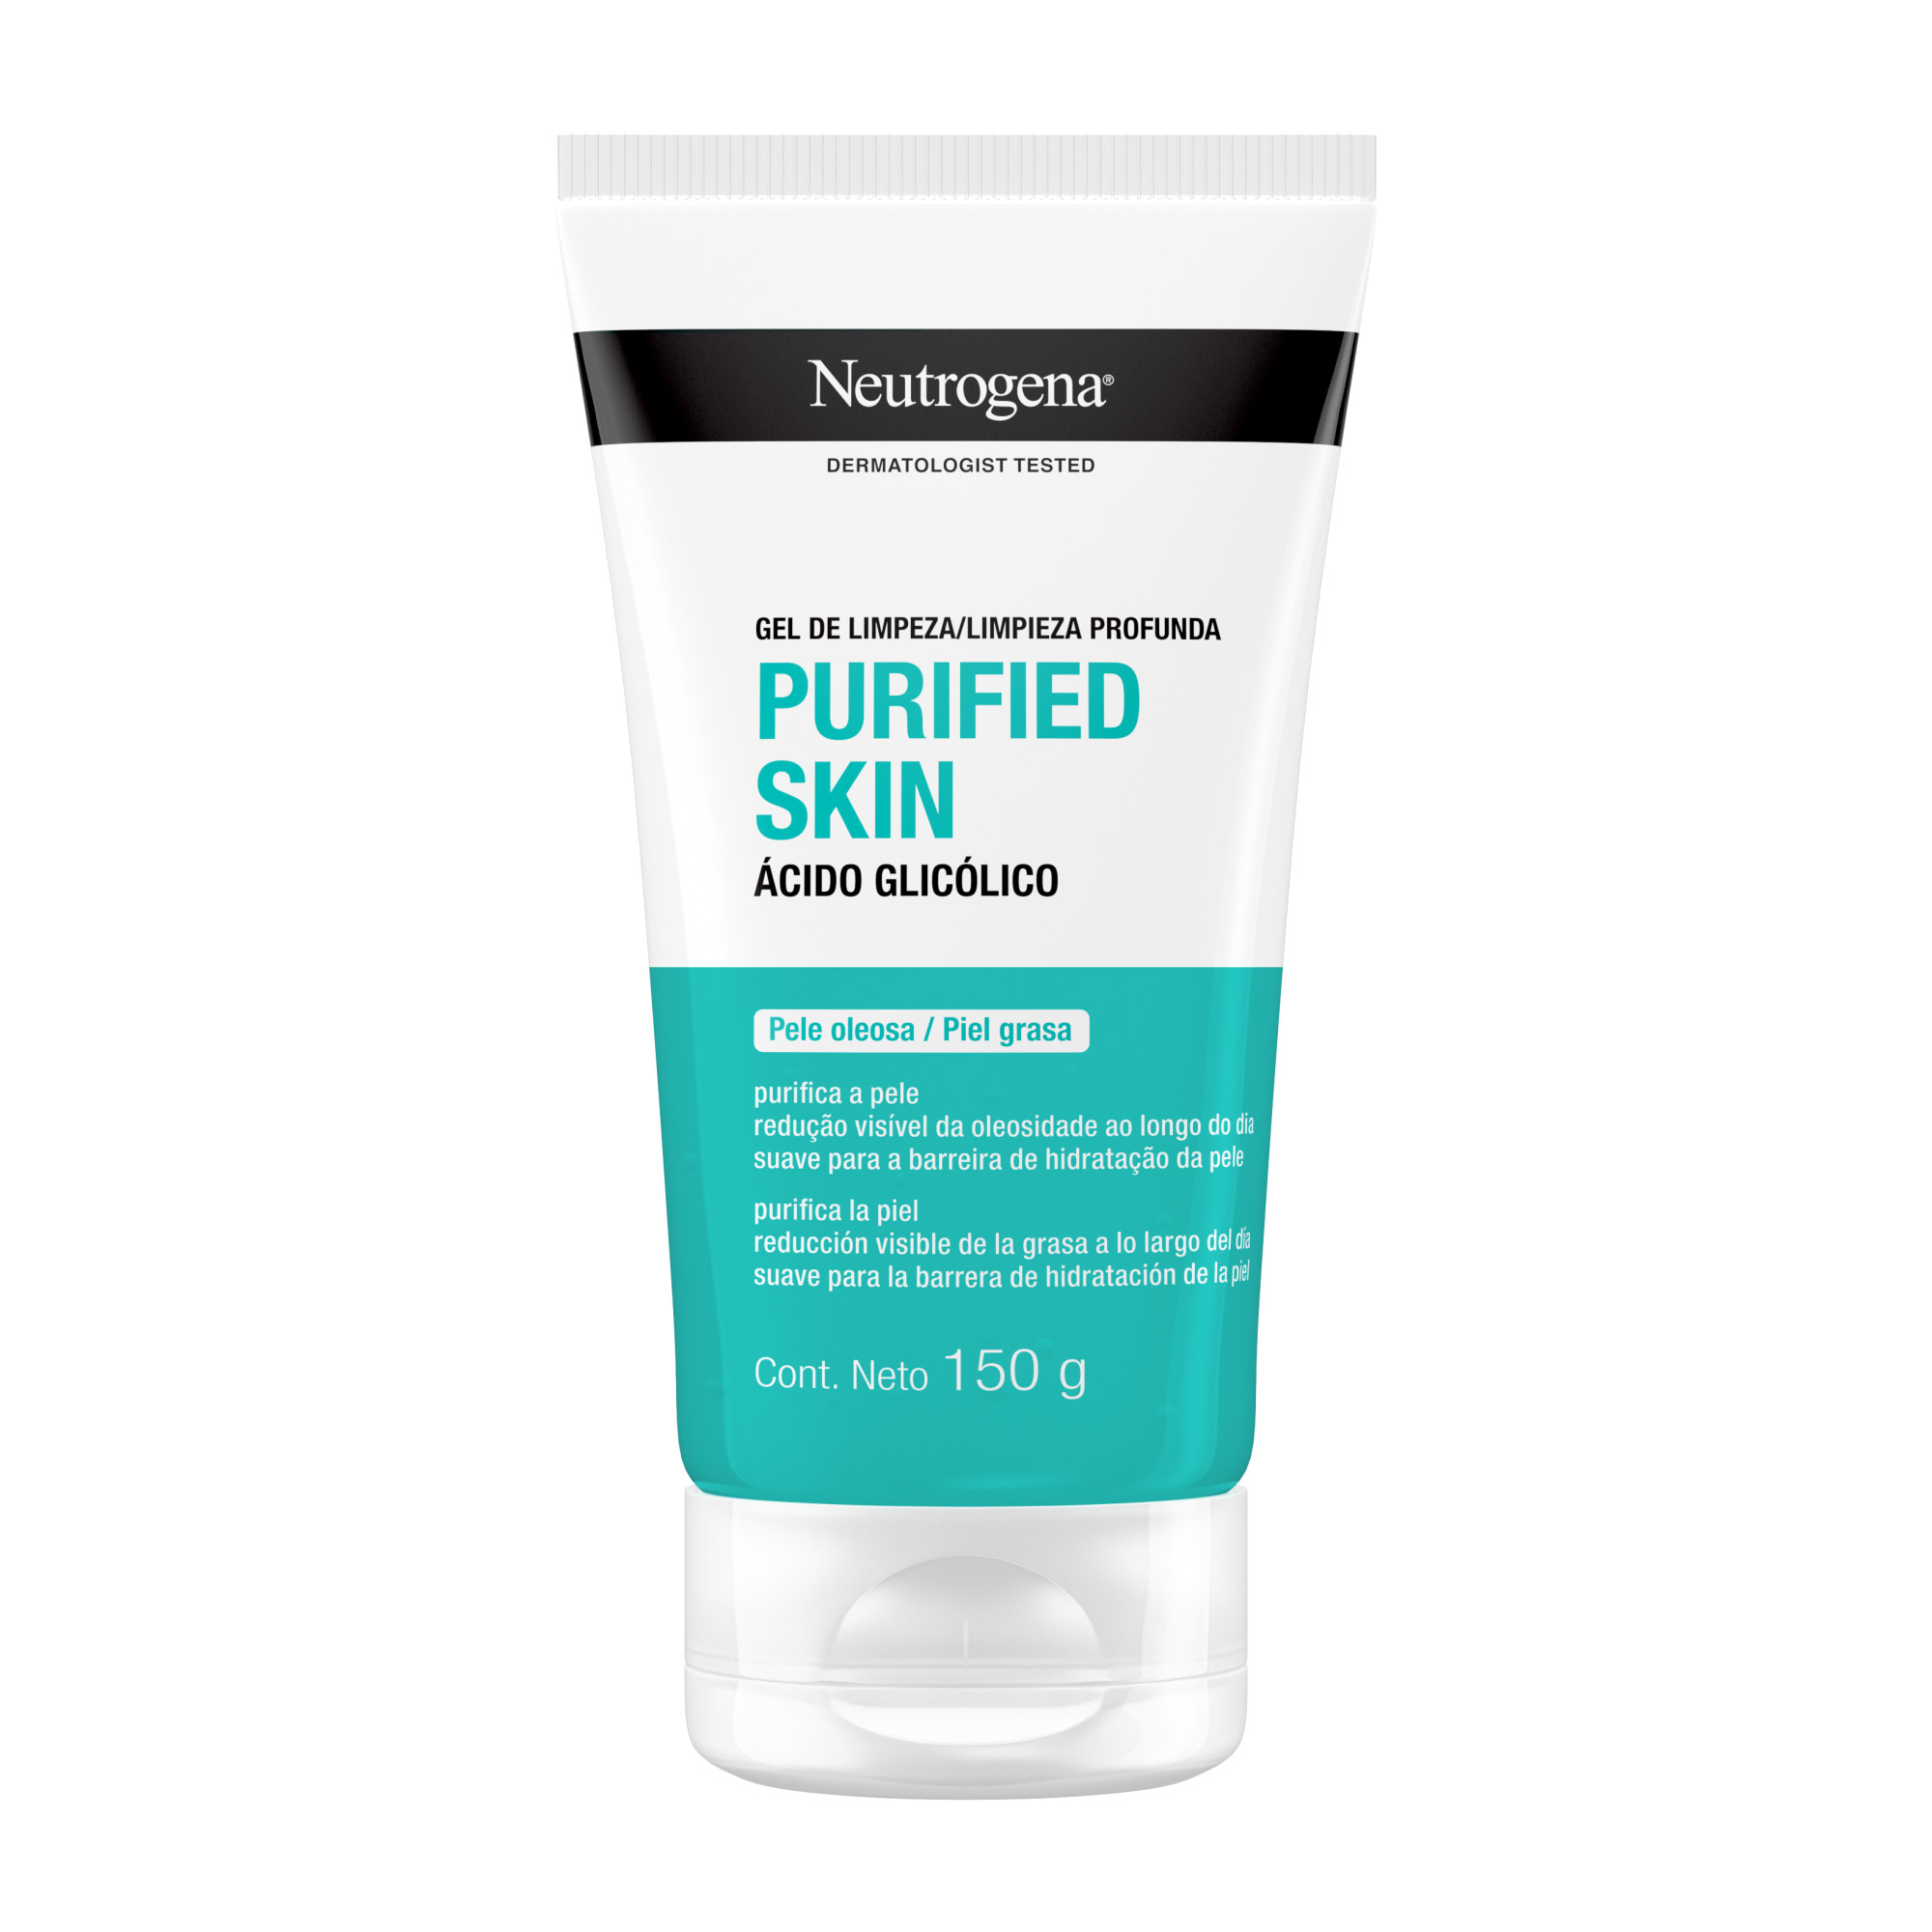 Neutrogena®
DERMATOLOGIST TESTED
GEL DE LIMPEZA/LIMPIEZA PROFUNDA
PURIFIED
SKIN
ÁCIDO GLICÓLICO
Pele oleosa / Piel grasa
purifica a pele
redução visível da oleosidade ao longo do dia
suave para a barreira de hidratação da pele
purifica la piel
reducción visible de la grasa a lo largo del día
suave para la barrera de hidratación de la piel
Cont. Neto 150 g